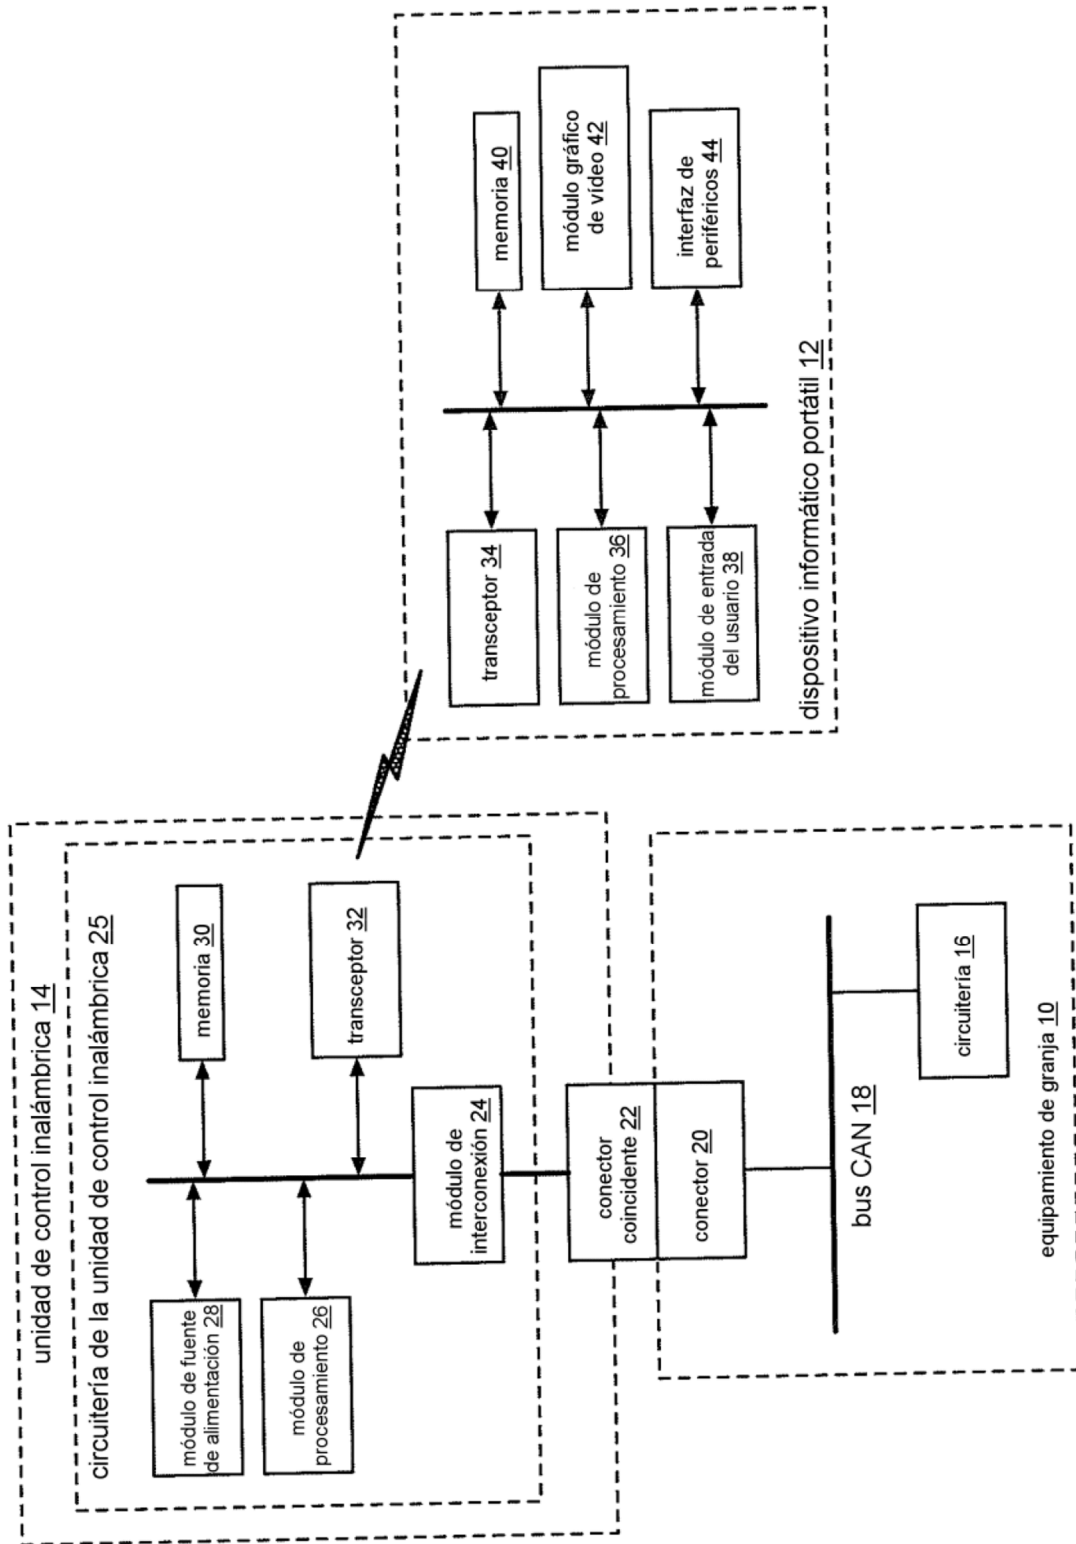 unidad de control inalámbrica 14
circuitería de la unidad de control inalámbrica 25
módulo de fuente
de alimentación 28
memoria 30
módulo de
procesamiento 26
transceptor 32
módulo de
interconexión 24
conector
coincidente 22
conector 20
bus CAN 18
circuitería 16
equipamiento de granja 10
transceptor 34
memoria 40
módulo de
procesamiento 36
módulo gráfico
de vídeo 42
módulo de entrada
del usuario 38
interfaz de
periféricos 44
dispositivo informático portátil 12